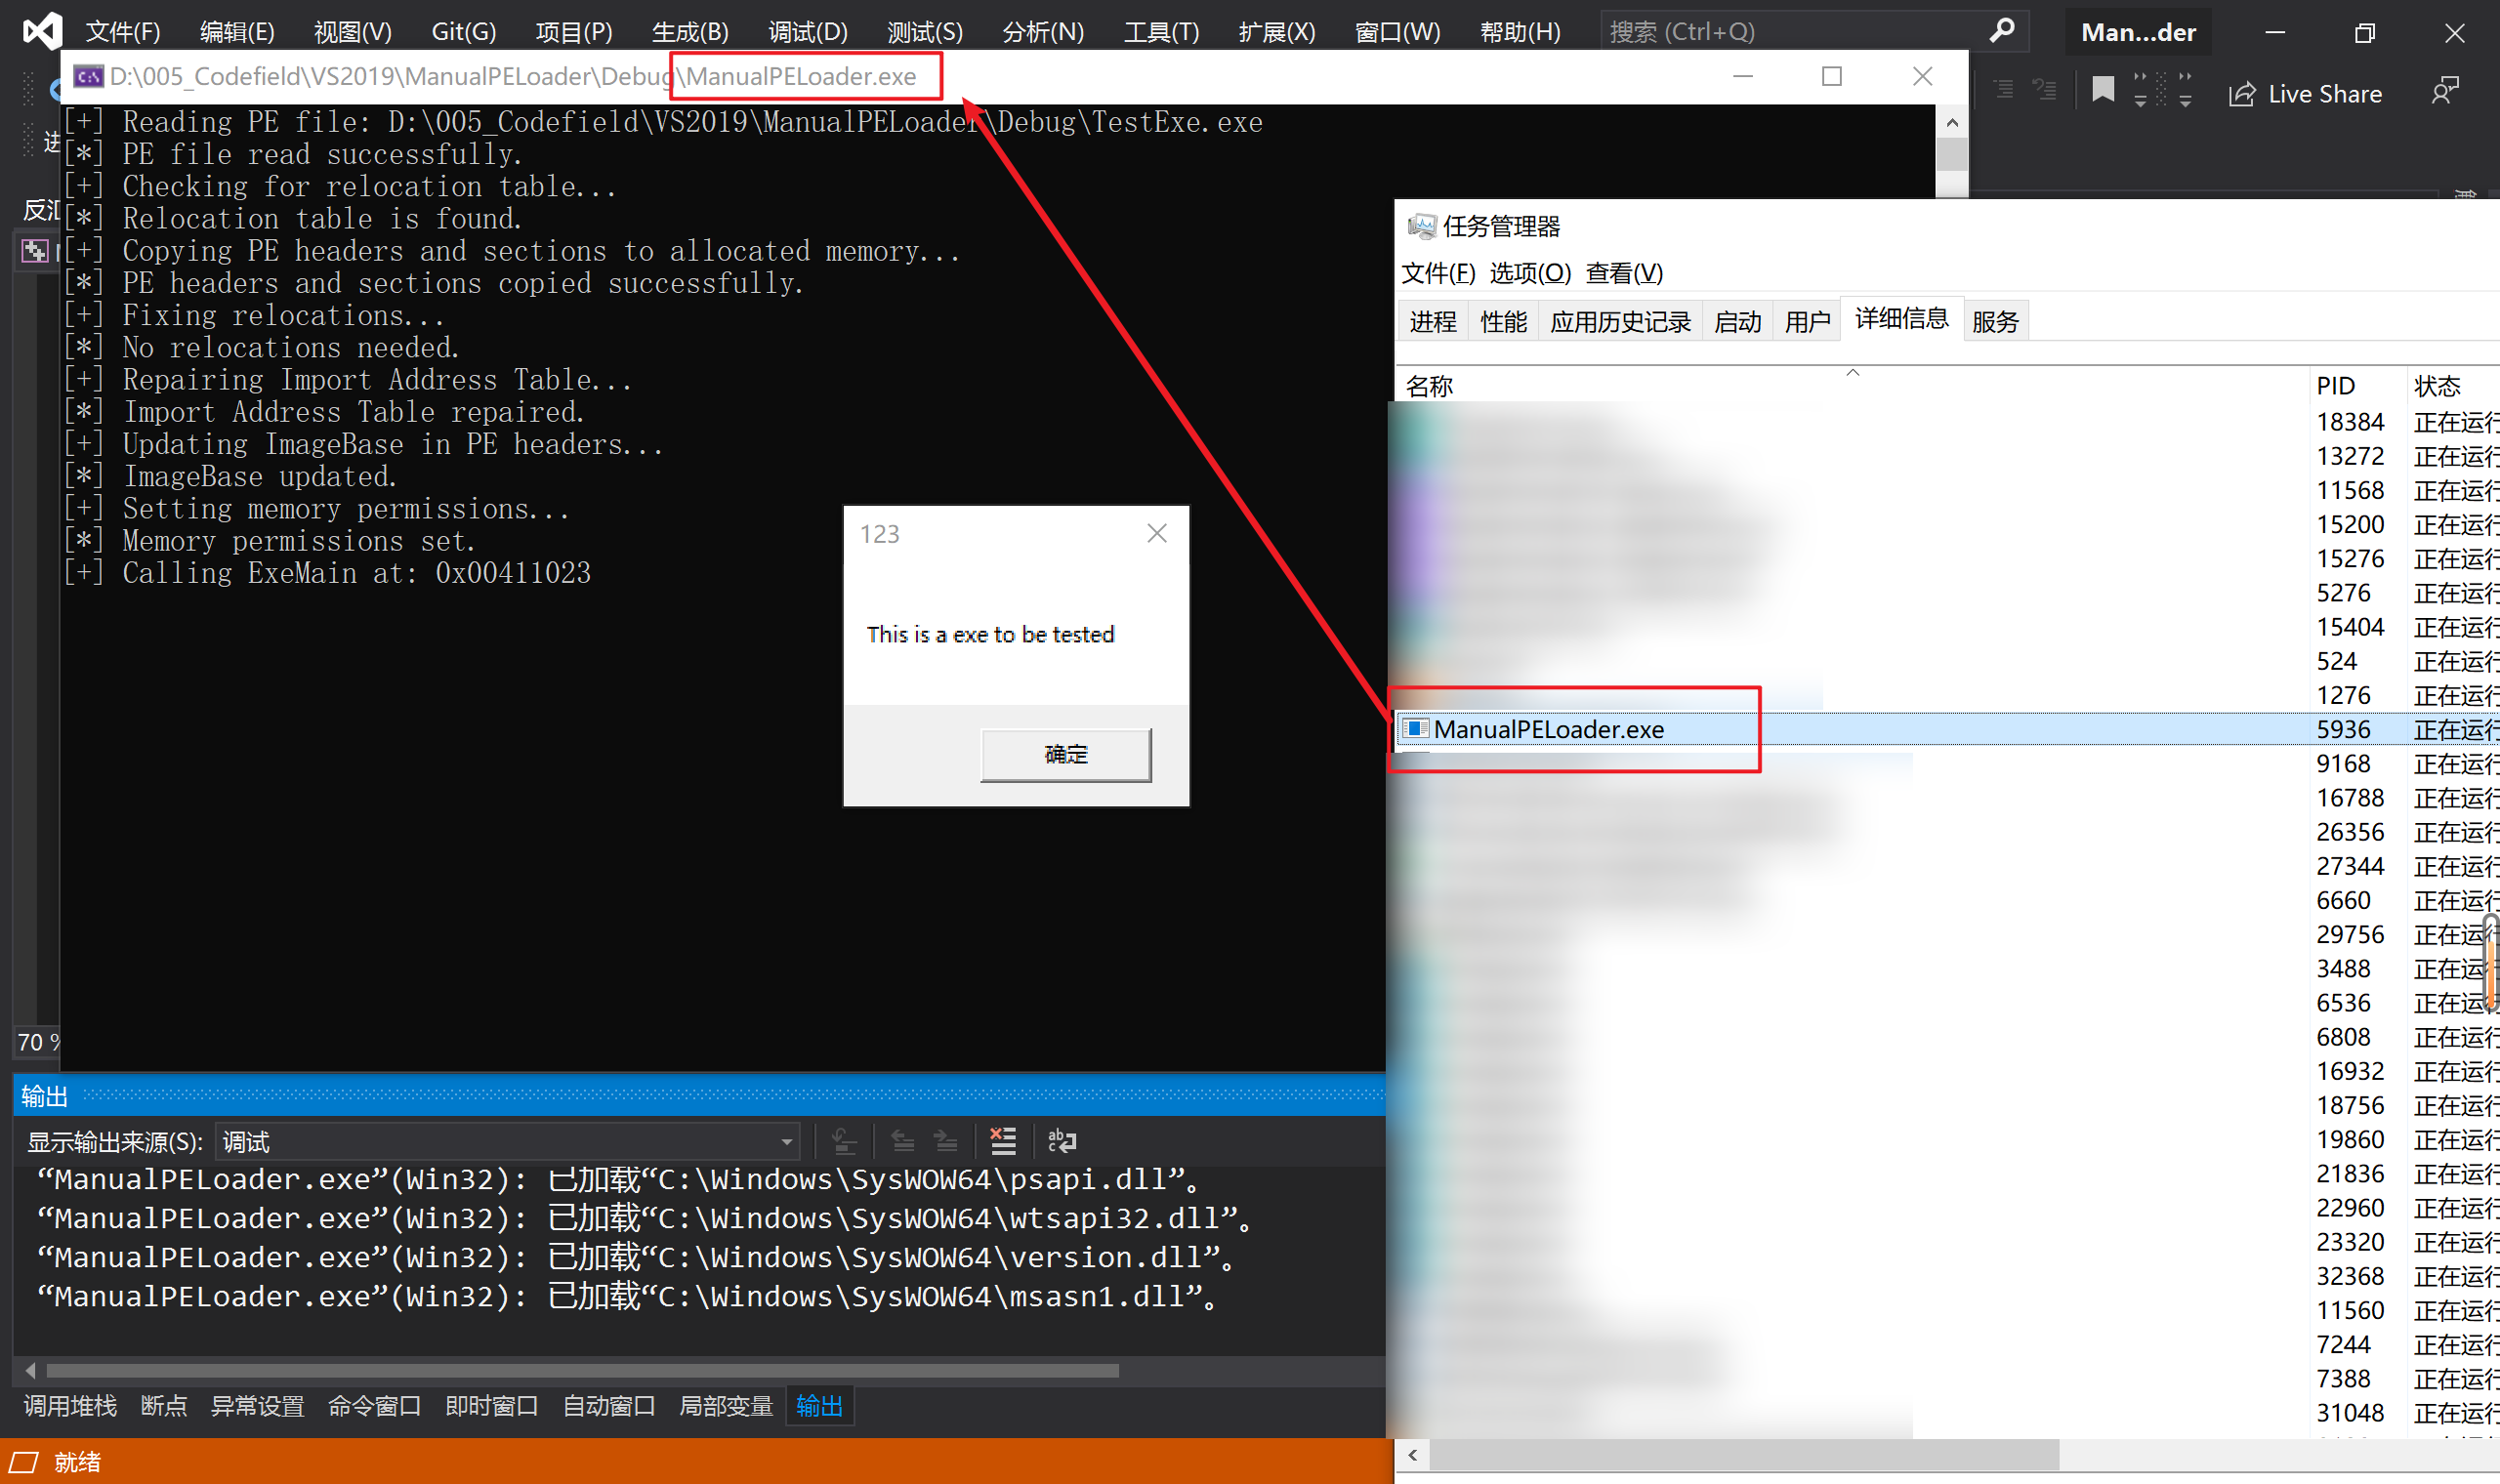 文件(F) 编辑(E) 视图(V) Git(G) 项目(P) 生成(B) 调试(D) 测试(S) 分析(N) 工具(T) 扩展(X) 窗口(W) 帮助(H) 搜索 (Ctrl+Q) Man...der
Live Share
D:\005_Codefield\VS2019\ManualPELoader\Debug\ManualPELoader.exe
[+] Reading PE file: D:\005_Codefield\VS2019\ManualPELoader\Debug\TestExe.exe
[*] PE file read successfully.
[+] Checking for relocation table...
[*] Relocation table is found.
[+] Copying PE headers and sections to allocated memory...
[*] PE headers and sections copied successfully.
[+] Fixing relocations...
[*] No relocations needed.
[+] Repairing Import Address Table...
[*] Import Address Table repaired.
[+] Updating ImageBase in PE headers...
[*] ImageBase updated.
[+] Setting memory permissions...
[*] Memory permissions set.
[+] Calling ExeMain at: 0x00411023
123
This is a exe to be tested
确定
任务管理器
文件(F) 选项(O) 查看(V)
进程 性能 应用历史记录 启动 用户 详细信息 服务
名称 PID 状态
18384 正在运行
13272 正在运行
11568 正在运行
15200 正在运行
15276 正在运行
5276 正在运行
15404 正在运行
524 正在运行
1276 正在运行
ManualPELoader.exe 5936 正在运行
9168 正在运行
16788 正在运行
26356 正在运行
27344 正在运行
6660 正在运行
29756 正在运行
3488 正在运行
6536 正在运行
6808 正在运行
16932 正在运行
18756 正在运行
19860 正在运行
21836 正在运行
22960 正在运行
23320 正在运行
32368 正在运行
11560 正在运行
7244 正在运行
7388 正在运行
31048 正在运行
进
反汇
70 %
输出
显示输出来源(S): 调试
“ManualPELoader.exe”(Win32): 已加载“C:\Windows\SysWOW64\psapi.dll”。
“ManualPELoader.exe”(Win32): 已加载“C:\Windows\SysWOW64\wtsapi32.dll”。
“ManualPELoader.exe”(Win32): 已加载“C:\Windows\SysWOW64\version.dll”。
“ManualPELoader.exe”(Win32): 已加载“C:\Windows\SysWOW64\msasn1.dll”。
调用堆栈 断点 异常设置 命令窗口 即时窗口 自动窗口 局部变量 输出
就绪